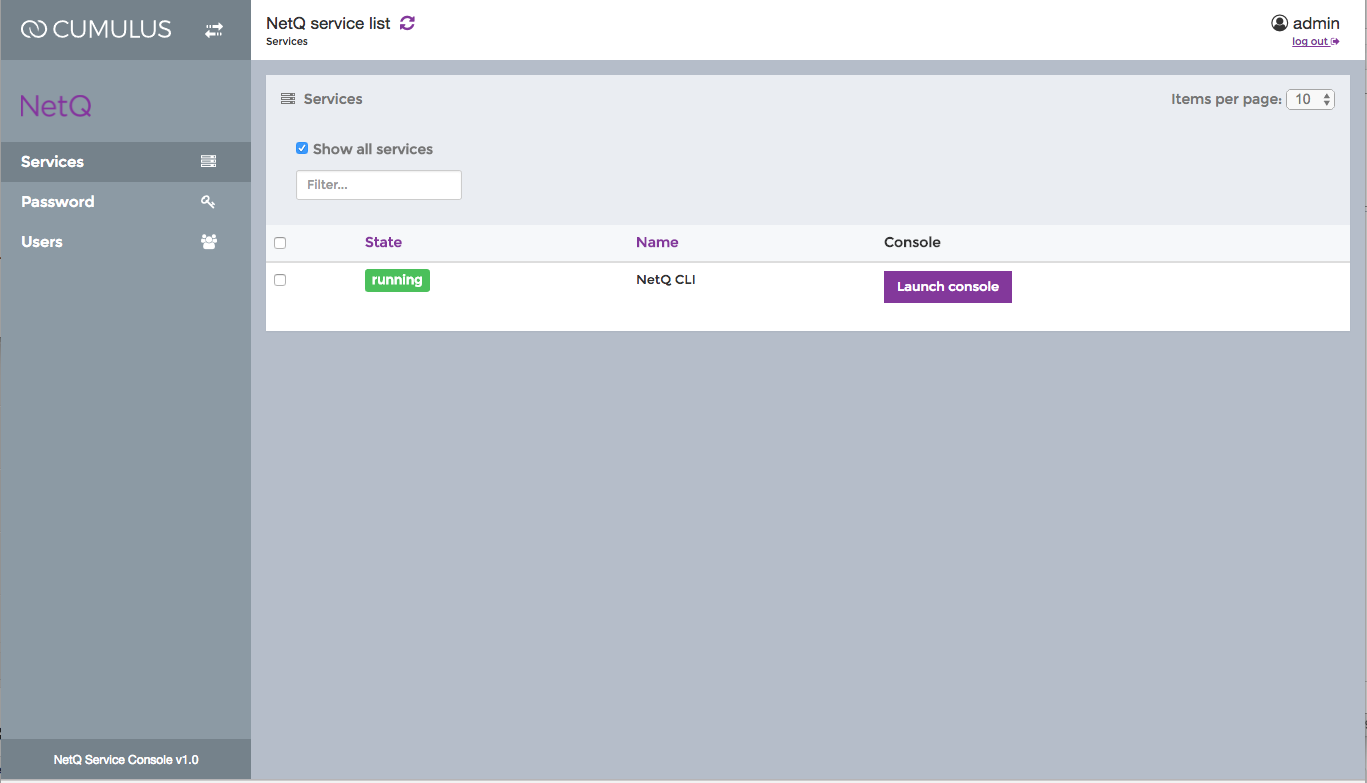 CUMULUS
NetQ service list
Services
admin
log out
NetQ
Services
Password
Users
Services
Items per page: 10
Show all services
Filter...
State Name Console
running NetQ CLI Launch console
NetQ Service Console v1.0